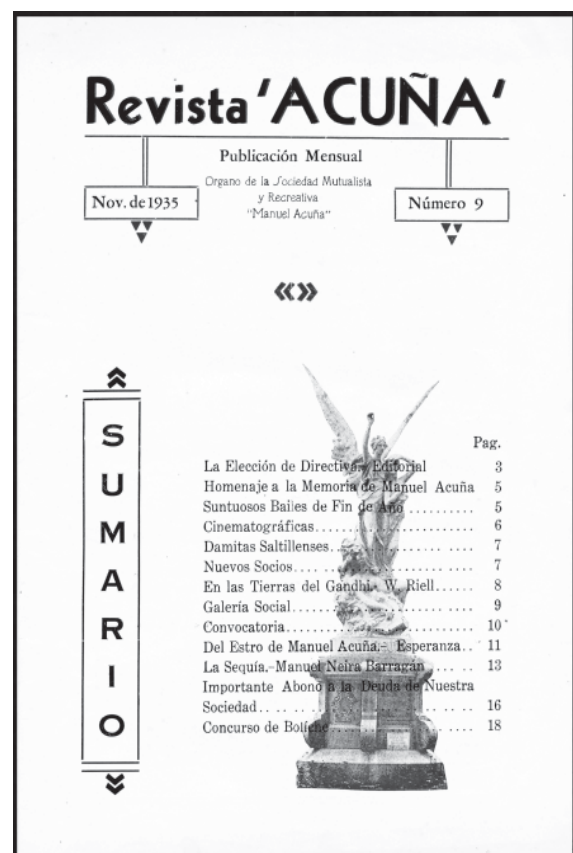 Revista 'ACUÑA'
Publicación Mensual
Organo de la Sociedad Mutualista
y Recreativa
"Manuel Acuña"
Nov. de 1935
Número 9
SUMARIO
Pag.
La Elección de Directiva.- Editorial 3
Homenaje a la Memoria de Manuel Acuña 5
Suntuosos Bailes de Fin de Año .......... 5
Cinematográficas........................ 6
Damitas Saltillenses..................... 7
Nuevos Socios.... ...................... 7
En las Tierras del Gandhi.- W. Riell...... 8
Galería Social........................... 9
Convocatoria............................ 10
Del Estro de Manuel Acuña.- Esperanza.. 11
La Sequía.-Manuel Neira Barragán ..... .. 13
Importante Abono a la Deuda de Nuestra
Sociedad.. .. .. .. .. .. .. .. .. .. 16
Concurso de Boliche.................. .... 18